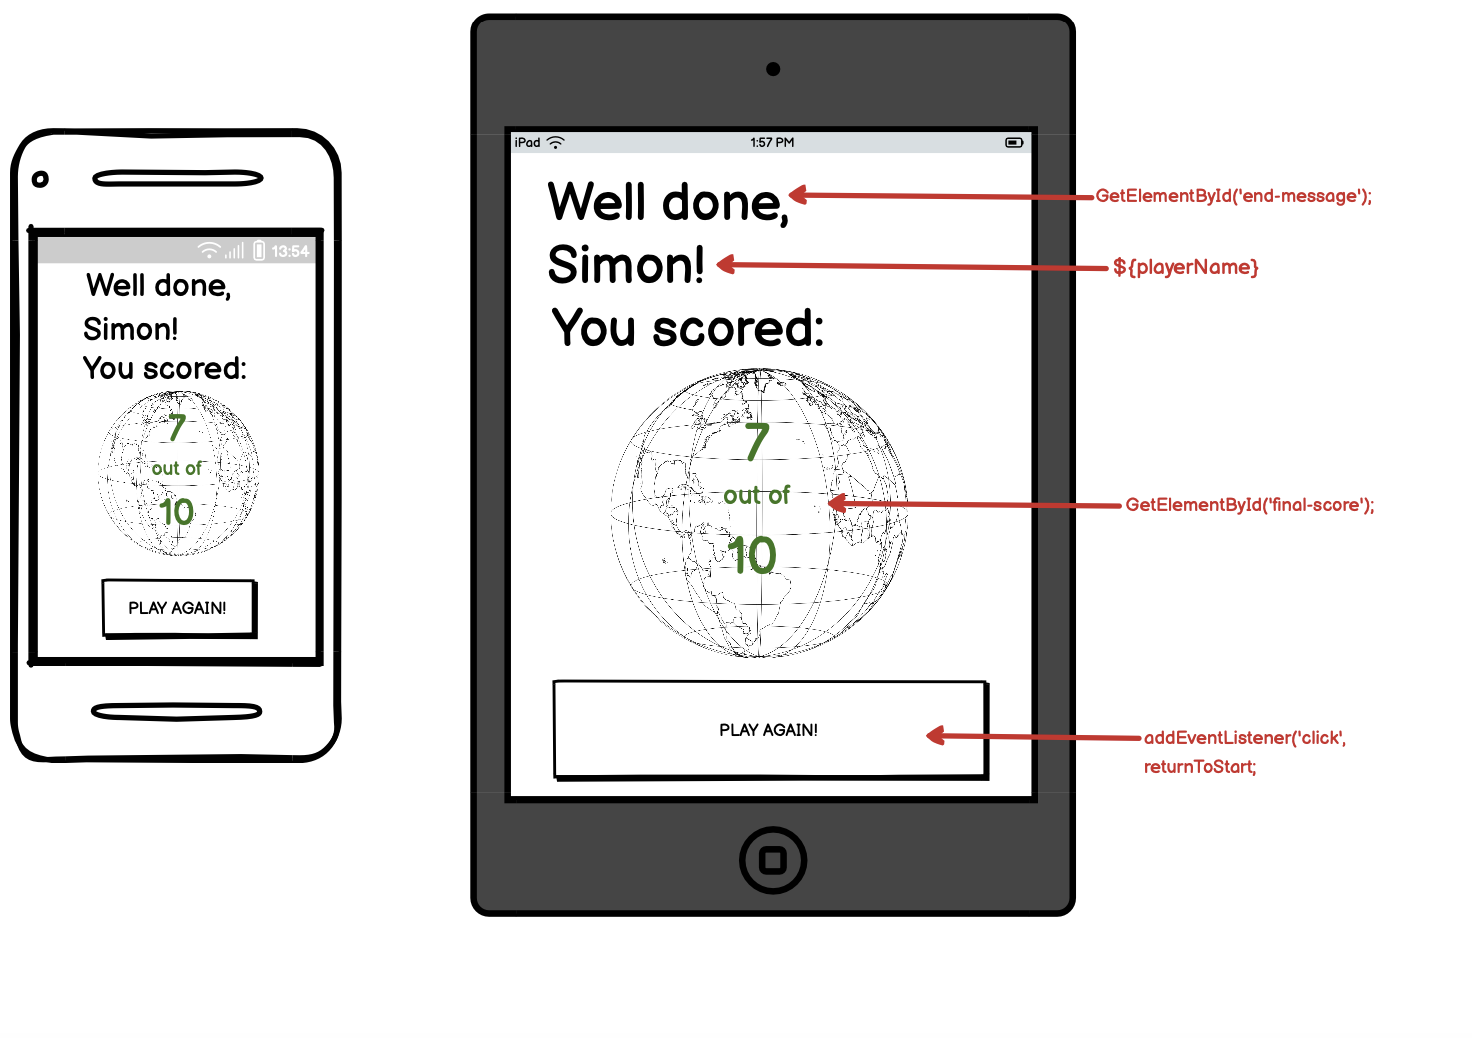 13:54
Well done,
Simon!
You scored:
7
out of
10
PLAY AGAIN!
iPad
1:57 PM
Well done,
Simon!
You scored:
7
out of
10
PLAY AGAIN!
GetElementById('end-message');
${playerName}
GetElementById('final-score');
addEventListener('click',
returnToStart;